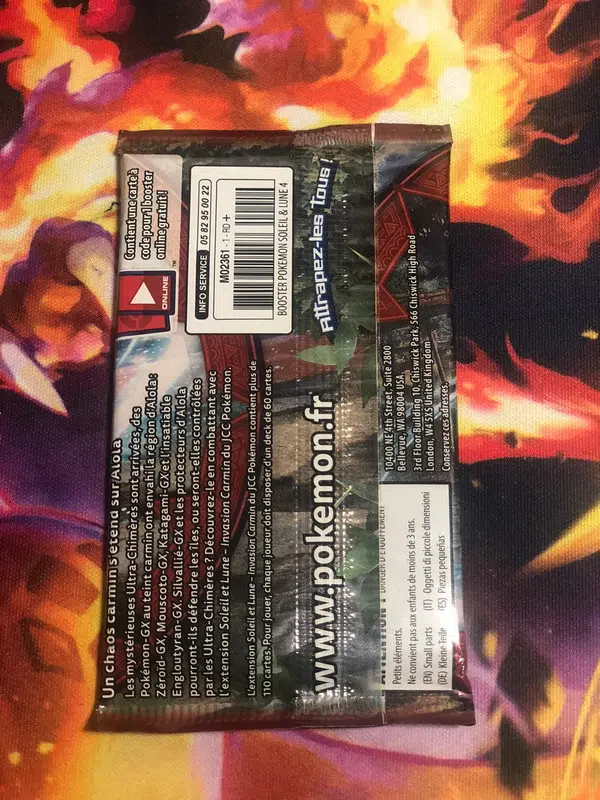 Un chaos carmin s'étend sur Alola
Les mystérieuses Ultra-Chimères sont arrivées, des
Pokémon-GX au teint carmin ont envahi la région d'Alola !
Zéroïd-GX, Mouscoto-GX, Katagami-GX et l'insatiable
Engoutyran-GX, Silvallié-GX et les protecteurs d'Alola
pourront-ils défendre les îles, ou seront-elles contrôlées
par les Ultra-Chimères ? Découvrez-le en combattant avec
l'extension Soleil et Lune – Invasion Carmin du JCC Pokémon.
L'extension Soleil et Lune – Invasion Carmin du JCC Pokémon contient plus de
110 cartes. Pour jouer, chaque joueur doit disposer d'un deck de 60 cartes.
www.pokemon.fr
ONLINE
TM
Contient une carte à
code pour 1 booster
online gratuit !
INFO SERVICE 05 82 95 00 22
M02261 - 1 - RD +
BOOSTER POKEMON SOLEIL & LUNE 4
Attrapez-les Tous !
ATTENTION ! DANGER D'ÉTOUFFEMENT
Petits éléments.
Ne convient pas aux enfants de moins de 3 ans.
(EN) Small parts (IT) Oggetti di piccole dimensioni
(DE) Kleine Teile (ES) Piezas pequeñas
10400 NE 4th Street, Suite 2800
Bellevue, WA 98004 USA
3rd Floor Building 10, Chiswick Park, 566 Chiswick High Road
London, W4 5XS United Kingdom
Conservez ces adresses.